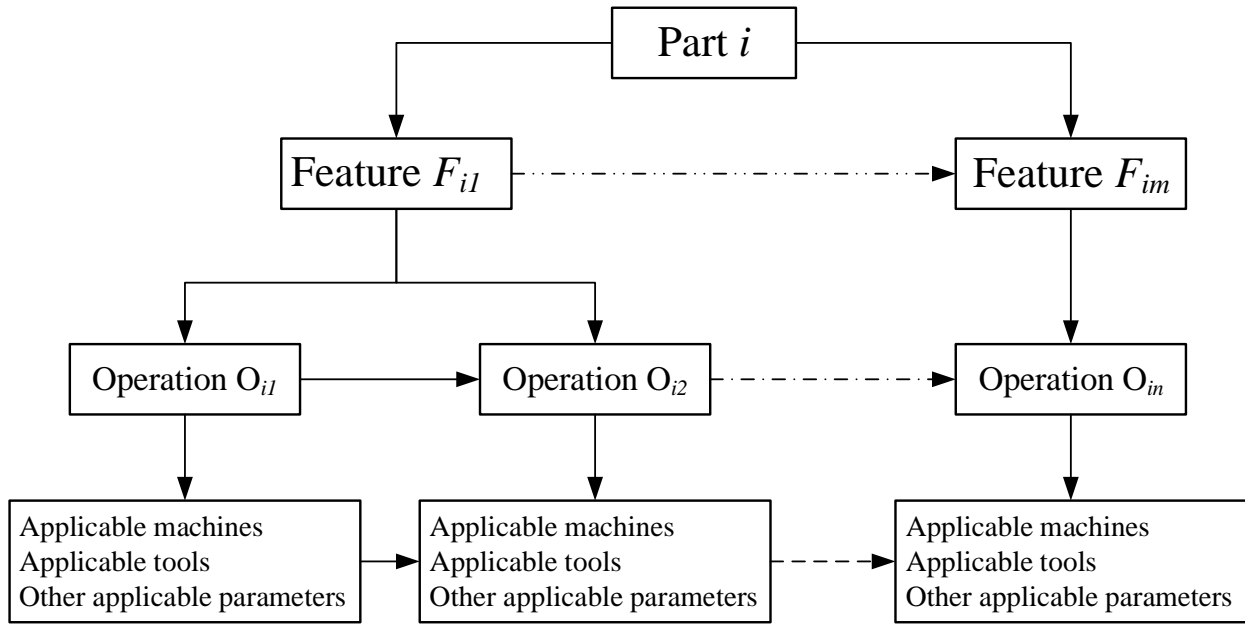 Part i
Feature Fi1
Feature Fim
Operation Oi1
Operation Oi2
Operation Oin
Applicable machines
Applicable tools
Other applicable parameters
Applicable machines
Applicable tools
Other applicable parameters
Applicable machines
Applicable tools
Other applicable parameters